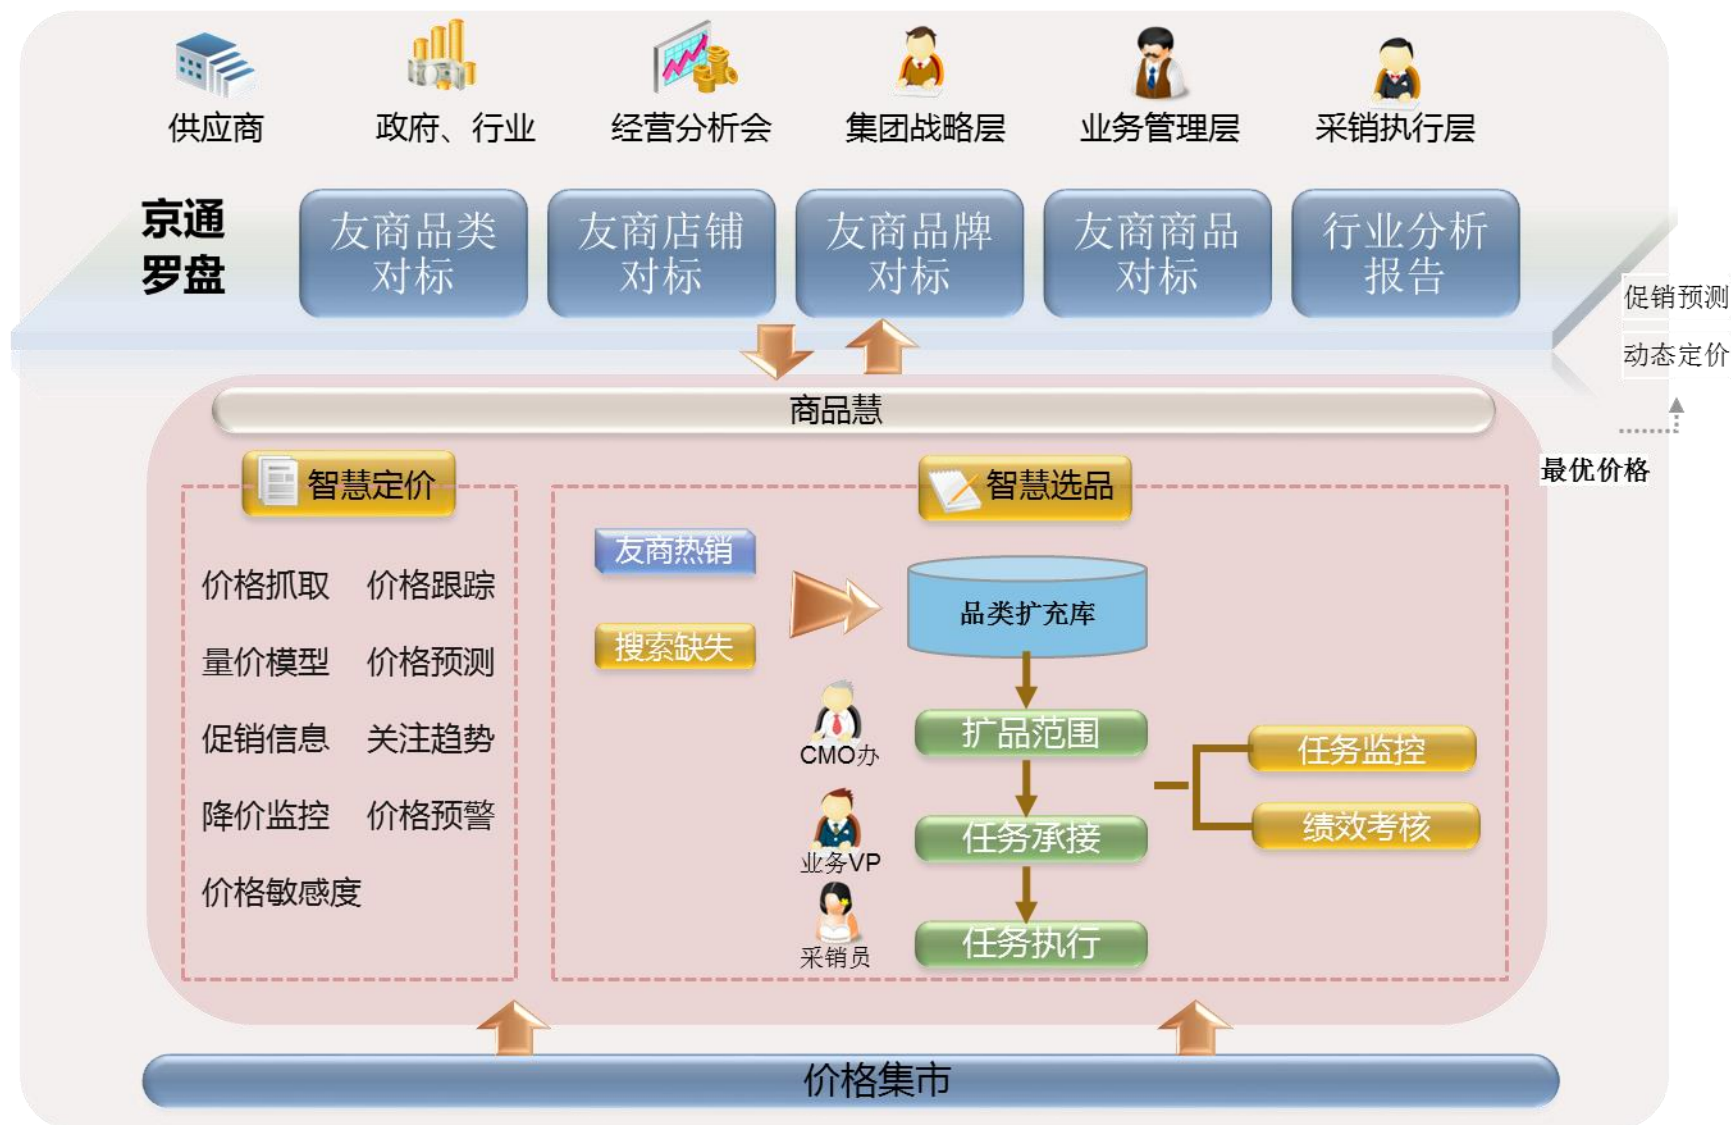 供应商
政府、行业
经营分析会
集团战略层
业务管理层
采销执行层
京通
罗盘
友商品类
对标
友商店铺
对标
友商品牌
对标
友商商品
对标
行业分析
报告
促销预测
动态定价
最优价格
商品慧
智慧定价
价格抓取 价格跟踪
量价模型 价格预测
促销信息 关注趋势
降价监控 价格预警
价格敏感度
智慧选品
友商热销
搜索缺失
品类扩充库
CMO办
扩品范围
业务VP
任务承接
采销员
任务执行
任务监控
绩效考核
价格集市